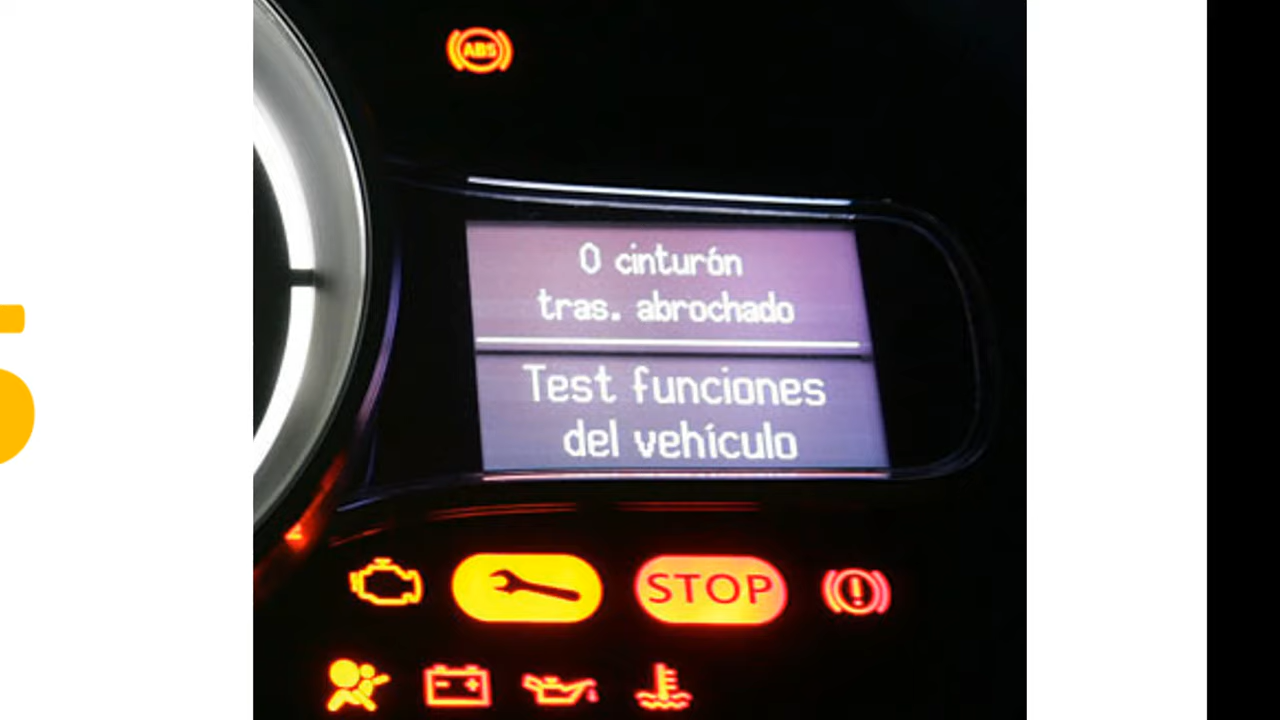 ABS
0 cinturón
tras. abrochado
Test funciones
del vehículo
STOP